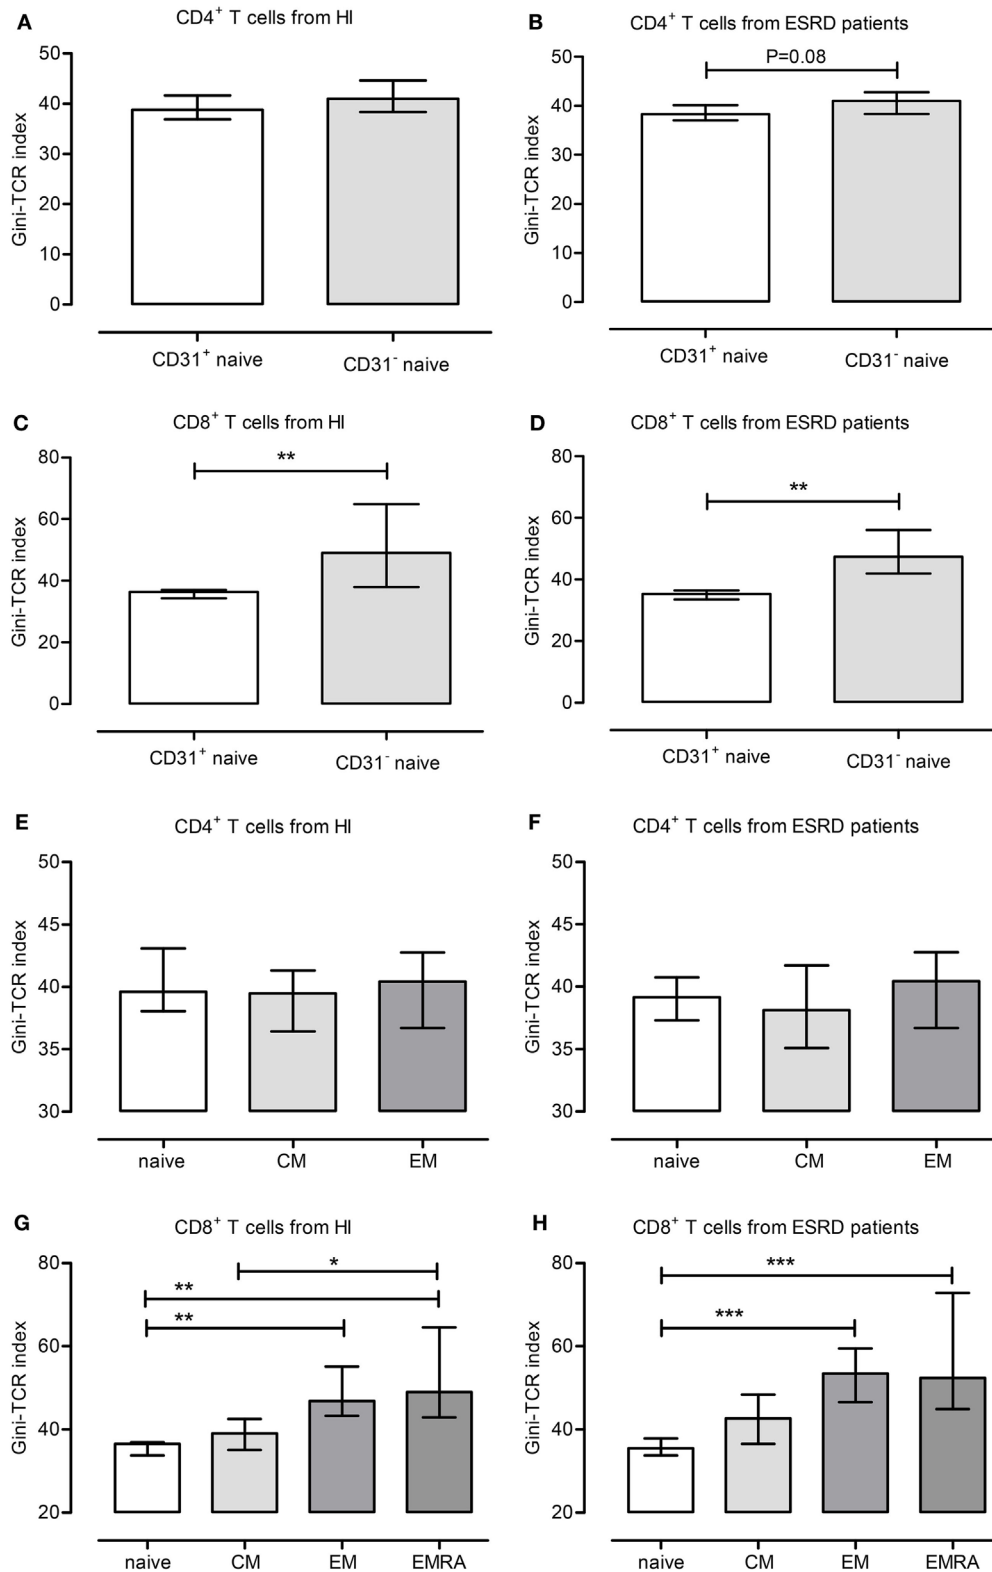 A
CD4⁺ T cells from HI
50
40
30
20
10
0
Gini-TCR index
CD31⁺ naive
CD31⁻ naive
B
CD4⁺ T cells from ESRD patients
P=0.08
50
40
30
20
10
0
Gini-TCR index
CD31⁺ naive
CD31⁻ naive
C
CD8⁺ T cells from HI
**
80
60
40
20
0
Gini-TCR index
CD31⁺ naive
CD31⁻ naive
D
CD8⁺ T cells from ESRD patients
**
80
60
40
20
0
Gini-TCR index
CD31⁺ naive
CD31⁻ naive
E
CD4⁺ T cells from HI
50
45
40
35
30
Gini-TCR index
naive
CM
EM
F
CD4⁺ T cells from ESRD patients
50
45
40
35
30
Gini-TCR index
naive
CM
EM
G
CD8⁺ T cells from HI
*
**
**
80
60
40
20
Gini-TCR index
naive
CM
EM
EMRA
H
CD8⁺ T cells from ESRD patients
***
***
80
60
40
20
Gini-TCR index
naive
CM
EM
EMRA